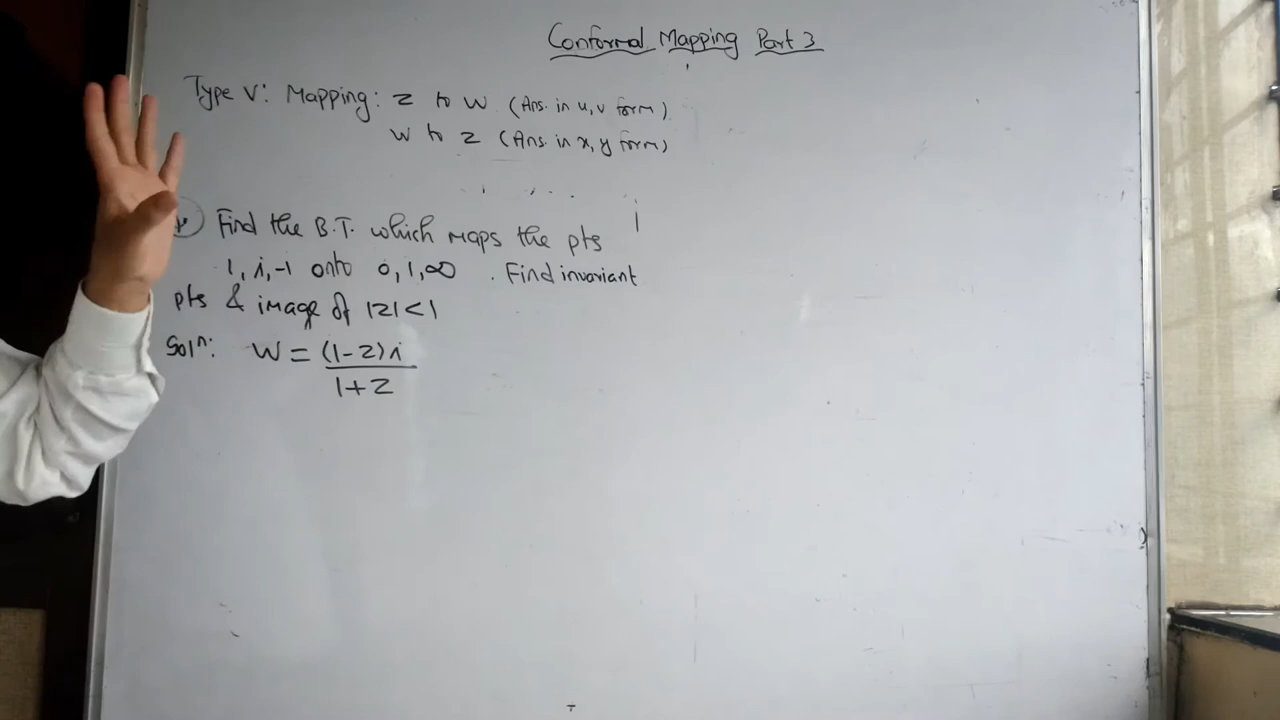 Conformal Mapping Part 3
Type V: Mapping: z to w (Ans. in u, v form)
w to z (Ans. in x, y form)
Find the B.T. which maps the pts
1, i, -1 onto 0, 1, ∞. Find invariant
pts & image of |z| < 1
Solⁿ: w = (1-z)i
1+z